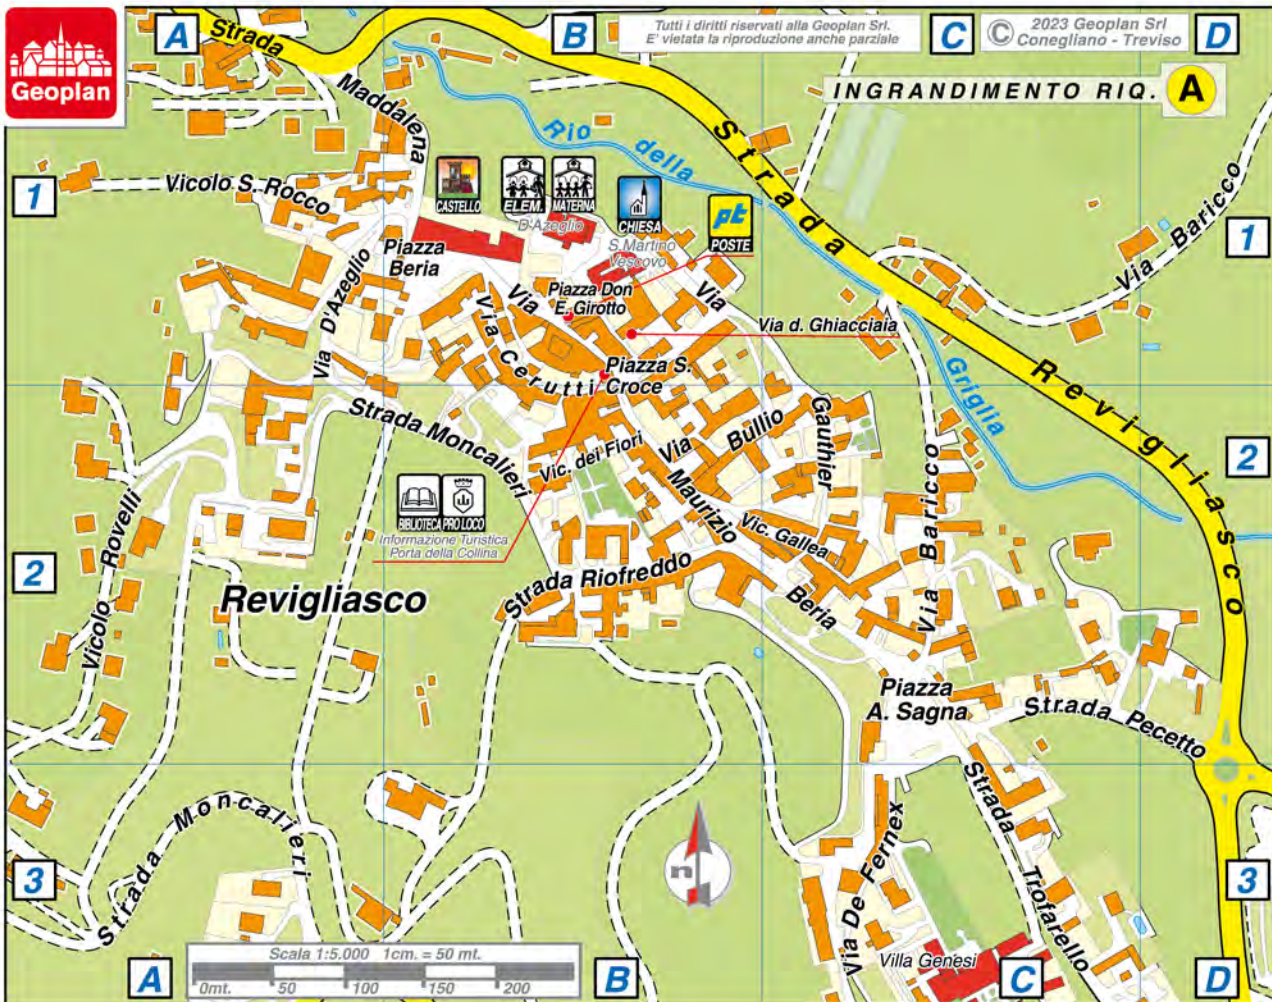 A
B
Tutti i diritti riservati alla Geoplan Srl.
E' vietata la riproduzione anche parziale
C
© 2023 Geoplan Srl
Conegliano - Treviso
D
Geoplan
INGRANDIMENTO RIQ. A
Strada
Maddalena
Rio della
Strada
Revigliasco
1
Vicolo S. Rocco
CASTELLO
ELEM.
MATERNA
D'Azeglio
CHIESA
S.Martino
Vescovo
POSTE
Via Baricco
1
Piazza
Beria
Via D'Azeglio
Via
Piazza Don
E. Girotto
Via
Via d. Ghiacciaia
Via Cerutti
Piazza S.
Croce
Griglia
Strada Moncalieri
Vic. dei Fiori
Via Bullio
Gauthier
Maurizio
Vic. Gallea
Via Baricco
2
BIBLIOTECA
PRO LOCO
Informazione Turistica
Porta della Collina
2
Vicolo Rovelli
Revigliasco
Strada Riofreddo
Beria
Piazza
A. Sagna
Strada Pecetto
Strada Moncalieri
3
n
Via De Fernex
Strada Trofarello
3
Villa Genesi
Scala 1:5.000 1cm. = 50 mt.
0mt. 50 100 150 200
A
B
C
D